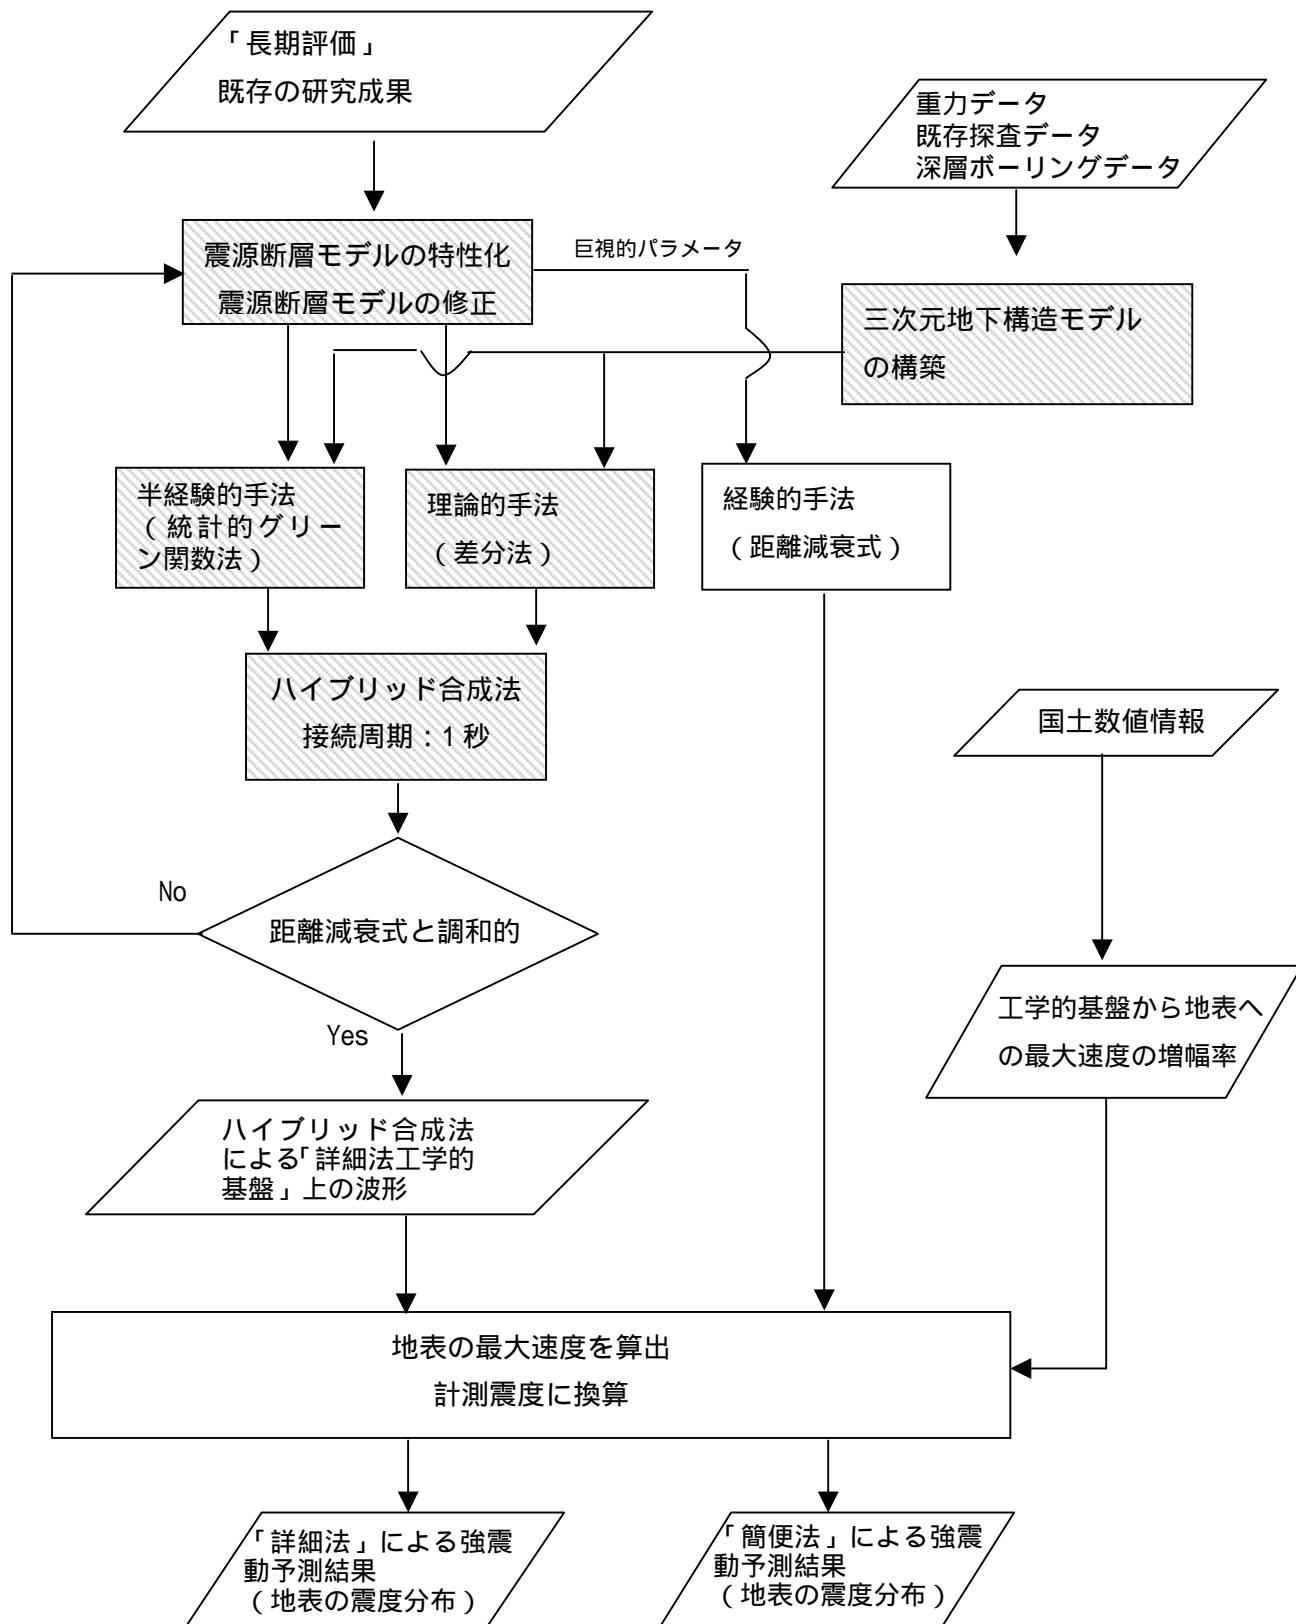 「長期評価」
既存の研究成果
重力データ
既存探査データ
深層ボーリングデータ
震源断層モデルの特性化
震源断層モデルの修正
巨視的パラメータ
三次元地下構造モデル
の構築
半経験的手法
(統計的グリー
ン関数法)
理論的手法
(差分法)
経験的手法
(距離減衰式)
ハイブリッド合成法
接続周期:1秒
国土数値情報
No
距離減衰式と調和的
Yes
工学的基盤から地表へ
の最大速度の増幅率
ハイブリッド合成法
による「詳細法工学的
基盤」上の波形
地表の最大速度を算出
計測震度に換算
「詳細法」による強震
動予測結果
(地表の震度分布)
「簡便法」による強震
動予測結果
(地表の震度分布)